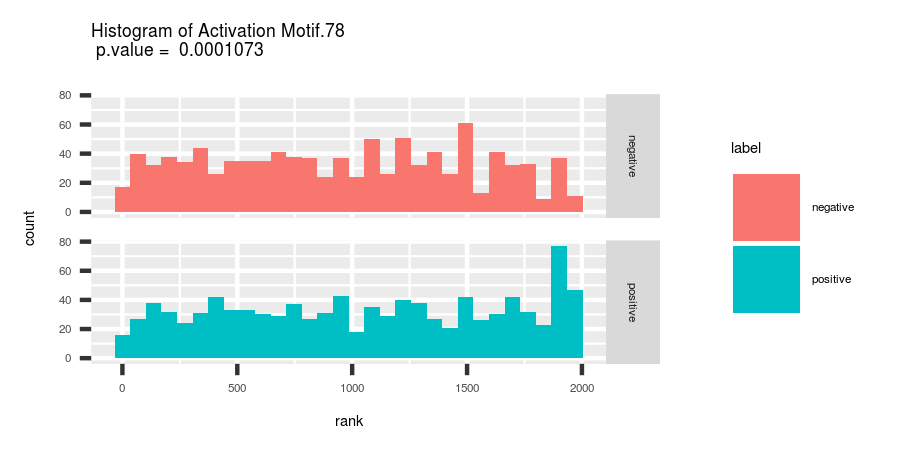 Histogram of Activation Motif.78
p.value =  0.0001073
80
60
40
20
0
negative
80
60
40
20
0
positive
0 500 1000 1500 2000
rank
count
label
negative
positive